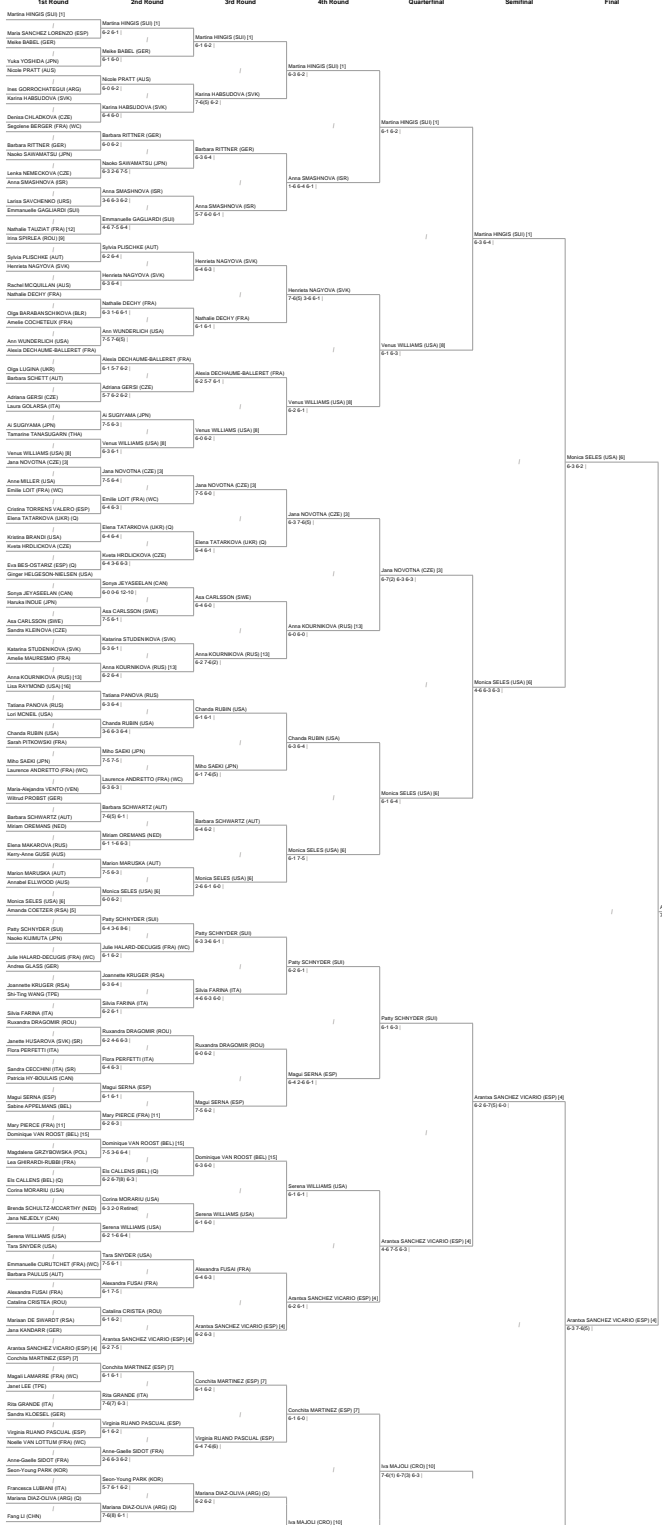 1st Round 2nd Round 3rd Round 4th Round Quarterfinal Semifinal Final
Martina HINGIS (SUI) [1]
Maria SANCHEZ LORENZO (ESP)
Meike BABEL (GER)
Yuka YOSHIDA (JPN)
Nicole PRATT (AUS)
Ines GORROCHATEGUI (ARG)
Karina HABSUDOVA (SVK)
Denisa CHLADKOVA (CZE)
Segolene BERGER (FRA) (WC)
Barbara RITTNER (GER)
Naoko SAWAMATSU (JPN)
Lenka NEMECKOVA (CZE)
Anna SMASHNOVA (ISR)
Larisa SAVCHENKO (URS)
Emmanuelle GAGLIARDI (SUI)
Nathalie TAUZIAT (FRA) [12]
Irina SPIRLEA (ROU) [9]
Sylvia PLISCHKE (AUT)
Henrieta NAGYOVA (SVK)
Rachel MCQUILLAN (AUS)
Nathalie DECHY (FRA)
Olga BARABANSCHIKOVA (BLR)
Amelie COCHETEUX (FRA)
Ann WUNDERLICH (USA)
Alexia DECHAUME-BALLERET (FRA)
Olga LUGINA (UKR)
Barbara SCHETT (AUT)
Adriana GERSI (CZE)
Laura GOLARSA (ITA)
Ai SUGIYAMA (JPN)
Tamarine TANASUGARN (THA)
Venus WILLIAMS (USA) [8]
Jana NOVOTNA (CZE) [3]
Anne MILLER (USA)
Emilie LOIT (FRA) (WC)
Cristina TORRENS VALERO (ESP)
Elena TATARKOVA (UKR) (Q)
Kristina BRANDI (USA)
Kveta HRDLICKOVA (CZE)
Eva BES-OSTARIZ (ESP) (Q)
Ginger HELGESON-NIELSEN (USA)
Sonya JEYASEELAN (CAN)
Haruka INOUE (JPN)
Asa CARLSSON (SWE)
Sandra KLEINOVA (CZE)
Katarina STUDENIKOVA (SVK)
Amelie MAURESMO (FRA)
Anna KOURNIKOVA (RUS) [13]
Lisa RAYMOND (USA) [16]
Tatiana PANOVA (RUS)
Lori MCNEIL (USA)
Chanda RUBIN (USA)
Sarah PITKOWSKI (FRA)
Miho SAEKI (JPN)
Laurence ANDRETTO (FRA) (WC)
Maria-Alejandra VENTO (VEN)
Wiltrud PROBST (GER)
Barbara SCHWARTZ (AUT)
Miriam OREMANS (NED)
Elena MAKAROVA (RUS)
Kerry-Anne GUSE (AUS)
Marion MARUSKA (AUT)
Annabel ELLWOOD (AUS)
Monica SELES (USA) [6]
Amanda COETZER (RSA) [5]
Patty SCHNYDER (SUI)
Naoko KIJIMUTA (JPN)
Julie HALARD-DECUGIS (FRA) (WC)
Andrea GLASS (GER)
Joannette KRUGER (RSA)
Shi-Ting WANG (TPE)
Silvia FARINA (ITA)
Ruxandra DRAGOMIR (ROU)
Janette HUSAROVA (SVK) (SR)
Flora PERFETTI (ITA)
Sandra CECCHINI (ITA) (SR)
Patricia HY-BOULAIS (CAN)
Magui SERNA (ESP)
Sabine APPELMANS (BEL)
Mary PIERCE (FRA) [11]
Dominique VAN ROOST (BEL) [15]
Magdalena GRZYBOWSKA (POL)
Lea GHIRARDI-RUBBI (FRA)
Els CALLENS (BEL) (Q)
Corina MORARIU (USA)
Brenda SCHULTZ-MCCARTHY (NED)
Jana NEJEDLY (CAN)
Serena WILLIAMS (USA)
Tara SNYDER (USA)
Emmanuelle CURUTCHET (FRA) (WC)
Barbara PAULUS (AUT)
Alexandra FUSAI (FRA)
Catalina CRISTEA (ROU)
Mariaan DE SWARDT (RSA)
Jana KANDARR (GER)
Arantxa SANCHEZ VICARIO (ESP) [4]
Conchita MARTINEZ (ESP) [7]
Magali LAMARRE (FRA) (WC)
Janet LEE (TPE)
Rita GRANDE (ITA)
Sandra KLOESEL (GER)
Virginia RUANO PASCUAL (ESP)
Noelle VAN LOTTUM (FRA) (WC)
Anne-Gaelle SIDOT (FRA)
Seon-Young PARK (KOR)
Francesca LUBIANI (ITA)
Mariana DIAZ-OLIVA (ARG) (Q)
Fang LI (CHN)
Martina HINGIS (SUI) [1]
6-2 6-1
Meike BABEL (GER)
6-1 6-0
Nicole PRATT (AUS)
6-0 6-2
Karina HABSUDOVA (SVK)
6-4 6-0
Barbara RITTNER (GER)
6-0 6-2
Naoko SAWAMATSU (JPN)
6-3 2-6 7-5
Anna SMASHNOVA (ISR)
3-6 6-3 6-2
Emmanuelle GAGLIARDI (SUI)
4-6 7-5 6-4
Sylvia PLISCHKE (AUT)
6-2 6-4
Henrieta NAGYOVA (SVK)
6-3 6-4
Nathalie DECHY (FRA)
6-3 1-6 6-1
Ann WUNDERLICH (USA)
7-5 7-6(5)
Alexia DECHAUME-BALLERET (FRA)
6-1 5-7 6-2
Adriana GERSI (CZE)
5-7 6-2 6-2
Ai SUGIYAMA (JPN)
7-5 6-3
Venus WILLIAMS (USA) [8]
6-3 6-1
Jana NOVOTNA (CZE) [3]
7-5 6-4
Emilie LOIT (FRA) (WC)
6-4 6-3
Elena TATARKOVA (UKR) (Q)
6-4 6-4
Kveta HRDLICKOVA (CZE)
6-4 3-6 6-3
Sonya JEYASEELAN (CAN)
6-0 0-6 12-10
Asa CARLSSON (SWE)
7-5 6-1
Katarina STUDENIKOVA (SVK)
6-3 6-1
Anna KOURNIKOVA (RUS) [13]
6-2 6-4
Tatiana PANOVA (RUS)
6-3 6-4
Chanda RUBIN (USA)
3-6 6-3 6-4
Miho SAEKI (JPN)
7-5 7-5
Laurence ANDRETTO (FRA) (WC)
6-3 6-3
Barbara SCHWARTZ (AUT)
7-6(5) 6-1
Miriam OREMANS (NED)
6-1 1-6 6-3
Marion MARUSKA (AUT)
7-5 6-3
Monica SELES (USA) [6]
6-0 6-2
Patty SCHNYDER (SUI)
6-4 3-6 8-6
Julie HALARD-DECUGIS (FRA) (WC)
6-1 6-2
Joannette KRUGER (RSA)
6-3 6-4
Silvia FARINA (ITA)
6-2 6-1
Ruxandra DRAGOMIR (ROU)
6-2 4-6 6-3
Flora PERFETTI (ITA)
6-4 6-3
Magui SERNA (ESP)
6-1 6-1
Mary PIERCE (FRA) [11]
6-2 6-3
Dominique VAN ROOST (BEL) [15]
7-5 3-6 6-4
Els CALLENS (BEL) (Q)
6-2 6-7(8) 6-3
Corina MORARIU (USA)
6-3 2-0 Retired
Serena WILLIAMS (USA)
6-2 1-6 6-4
Tara SNYDER (USA)
7-5 6-1
Alexandra FUSAI (FRA)
6-1 7-5
Catalina CRISTEA (ROU)
6-1 6-2
Arantxa SANCHEZ VICARIO (ESP) [4]
6-2 7-5
Conchita MARTINEZ (ESP) [7]
6-1 6-1
Rita GRANDE (ITA)
7-6(7) 6-3
Virginia RUANO PASCUAL (ESP)
6-1 6-2
Anne-Gaelle SIDOT (FRA)
2-6 6-3 6-2
Seon-Young PARK (KOR)
5-7 6-1 6-2
Mariana DIAZ-OLIVA (ARG) (Q)
7-6(8) 6-1
Martina HINGIS (SUI) [1]
6-1 6-2
Karina HABSUDOVA (SVK)
7-6(5) 6-2
Barbara RITTNER (GER)
6-3 6-4
Anna SMASHNOVA (ISR)
5-7 6-0 6-1
Henrieta NAGYOVA (SVK)
6-4 6-3
Nathalie DECHY (FRA)
6-1 6-1
Alexia DECHAUME-BALLERET (FRA)
6-2 5-7 6-1
Venus WILLIAMS (USA) [8]
6-0 6-2
Jana NOVOTNA (CZE) [3]
7-5 6-0
Elena TATARKOVA (UKR) (Q)
6-4 6-1
Asa CARLSSON (SWE)
6-4 6-0
Anna KOURNIKOVA (RUS) [13]
6-2 7-6(2)
Chanda RUBIN (USA)
6-1 6-1
Miho SAEKI (JPN)
6-1 7-6(5)
Barbara SCHWARTZ (AUT)
6-4 6-2
Monica SELES (USA) [6]
2-6 6-1 6-0
Patty SCHNYDER (SUI)
6-3 3-6 6-1
Silvia FARINA (ITA)
4-6 6-3 6-0
Ruxandra DRAGOMIR (ROU)
6-0 6-2
Magui SERNA (ESP)
7-5 6-2
Dominique VAN ROOST (BEL) [15]
6-3 6-0
Serena WILLIAMS (USA)
6-1 6-0
Alexandra FUSAI (FRA)
6-4 6-3
Arantxa SANCHEZ VICARIO (ESP) [4]
6-2 6-3
Conchita MARTINEZ (ESP) [7]
6-1 6-2
Virginia RUANO PASCUAL (ESP)
6-4 7-6(6)
Mariana DIAZ-OLIVA (ARG) (Q)
6-2 6-2
Martina HINGIS (SUI) [1]
6-3 6-2
Anna SMASHNOVA (ISR)
1-6 6-4 6-1
Henrieta NAGYOVA (SVK)
7-6(5) 3-6 6-1
Venus WILLIAMS (USA) [8]
6-2 6-1
Jana NOVOTNA (CZE) [3]
6-3 7-6(5)
Anna KOURNIKOVA (RUS) [13]
6-0 6-0
Chanda RUBIN (USA)
6-3 6-4
Monica SELES (USA) [6]
6-1 7-5
Patty SCHNYDER (SUI)
6-2 6-1
Magui SERNA (ESP)
6-4 2-6 6-1
Serena WILLIAMS (USA)
6-1 6-1
Arantxa SANCHEZ VICARIO (ESP) [4]
6-2 6-1
Conchita MARTINEZ (ESP) [7]
6-1 6-0
Iva MAJOLI (CRO) [10]
Martina HINGIS (SUI) [1]
6-1 6-2
Venus WILLIAMS (USA) [8]
6-1 6-3
Jana NOVOTNA (CZE) [3]
6-7(2) 6-3 6-3
Monica SELES (USA) [6]
6-1 6-4
Patty SCHNYDER (SUI)
6-1 6-3
Arantxa SANCHEZ VICARIO (ESP) [4]
4-6 7-5 6-3
Iva MAJOLI (CRO) [10]
7-6(1) 6-7(3) 6-3
Martina HINGIS (SUI) [1]
6-3 6-4
Monica SELES (USA) [6]
4-6 6-3 6-3
Arantxa SANCHEZ VICARIO (ESP) [4]
6-2 6-7(5) 6-0
Monica SELES (USA) [6]
6-3 6-2
Arantxa SANCHEZ VICARIO (ESP) [4]
6-3 7-6(5)